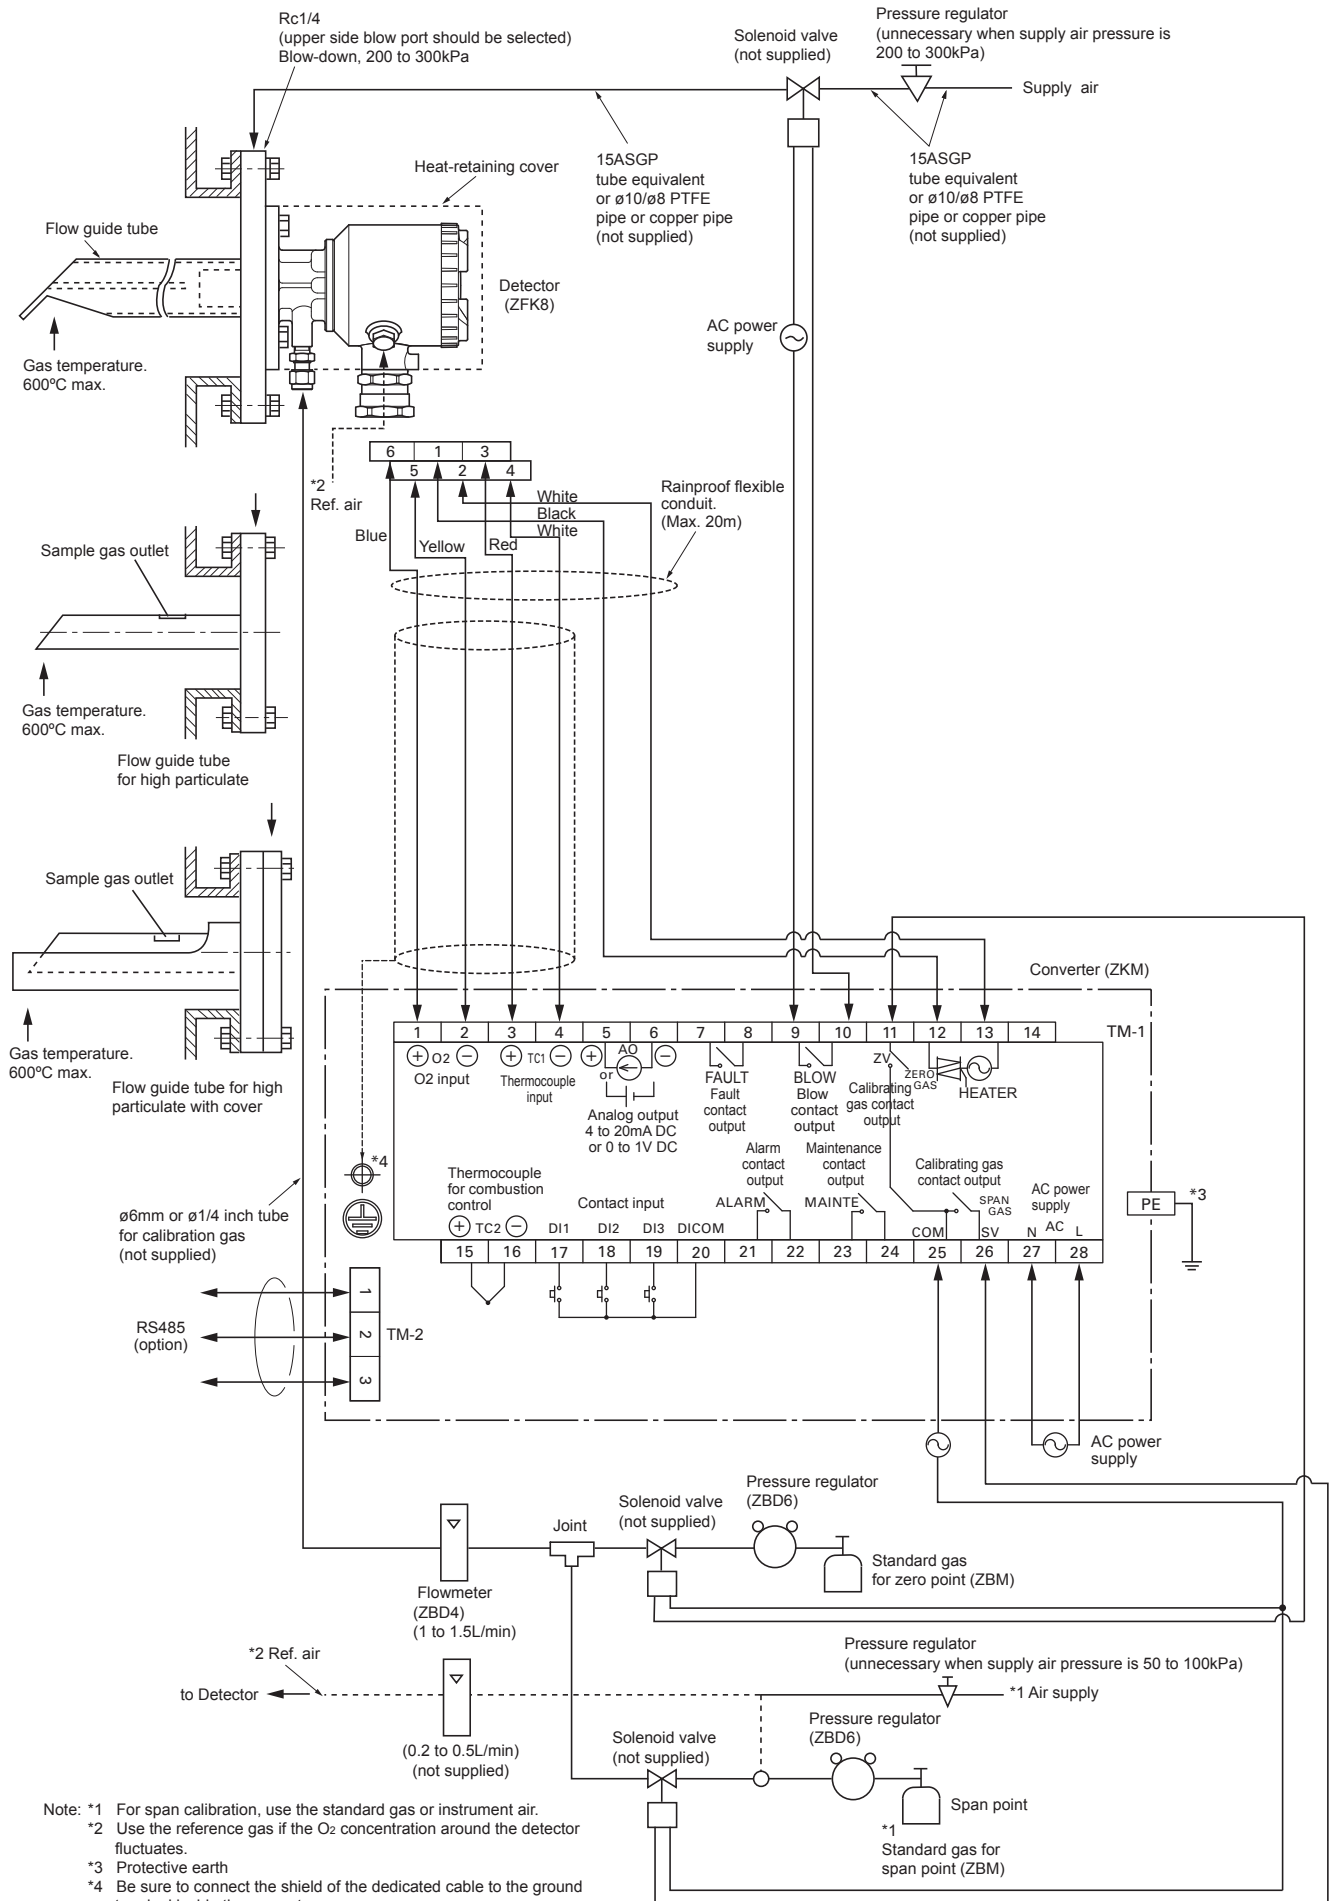 Rc1/4
(upper side blow port should be selected)
Blow-down, 200 to 300kPa
Solenoid valve
(not supplied)
Pressure regulator
(unnecessary when supply air pressure is
200 to 300kPa)
Supply air
15ASGP
tube equivalent
or ø10/ø8 PTFE
pipe or copper pipe
(not supplied)
15ASGP
tube equivalent
or ø10/ø8 PTFE
pipe or copper pipe
(not supplied)
Heat-retaining cover
Flow guide tube
Detector
(ZFK8)
AC power
supply
Gas temperature.
600ºC max.
*2
Ref. air
6 1 3
5 2 4
White
Black
White
Blue
Yellow
Red
Rainproof flexible
conduit.
(Max. 20m)
Sample gas outlet
Gas temperature.
600ºC max.
Flow guide tube
for high particulate
Sample gas outlet
Gas temperature.
600ºC max.
Flow guide tube for high
particulate with cover
Converter (ZKM)
1 2 3 4 5 6 7 8 9 10 11 12 13 14
TM-1
+ O2 −
O2 input
+ TC1 −
Thermocouple
input
+ AO −
or
Analog output
4 to 20mA DC
or 0 to 1V DC
FAULT
Fault
contact
output
BLOW
Blow
contact
output
ZV
ZERO
GAS
Calibrating
gas contact
output
HEATER
*4
Thermocouple
for combustion
control
+ TC2 −
Contact input
DI1 DI2 DI3 DICOM
Alarm
contact
output
ALARM
Maintenance
contact
output
MAINTE
Calibrating gas
contact output
SPAN
GAS
COM SV
AC power
supply
N AC L
15 16 17 18 19 20 21 22 23 24 25 26 27 28
PE
*3
ø6mm or ø1/4 inch tube
for calibration gas
(not supplied)
RS485
(option)
1
2
3
TM-2
AC power
supply
Pressure regulator
(ZBD6)
Solenoid valve
(not supplied)
Joint
Standard gas
for zero point (ZBM)
Flowmeter
(ZBD4)
(1 to 1.5L/min)
*2 Ref. air
to Detector
Pressure regulator
(unnecessary when supply air pressure is 50 to 100kPa)
*1 Air supply
(0.2 to 0.5L/min)
(not supplied)
Solenoid valve
(not supplied)
Pressure regulator
(ZBD6)
Span point
*1
Standard gas for
span point (ZBM)
Note: *1 For span calibration, use the standard gas or instrument air.
*2 Use the reference gas if the O2 concentration around the detector
fluctuates.
*3 Protective earth
*4 Be sure to connect the shield of the dedicated cable to the ground